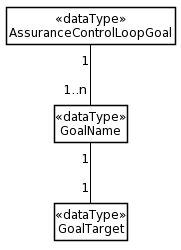 «dataType»
AssuranceControlLoopGoal
1
1..n
«dataType»
GoalName
1
1
«dataType»
GoalTarget